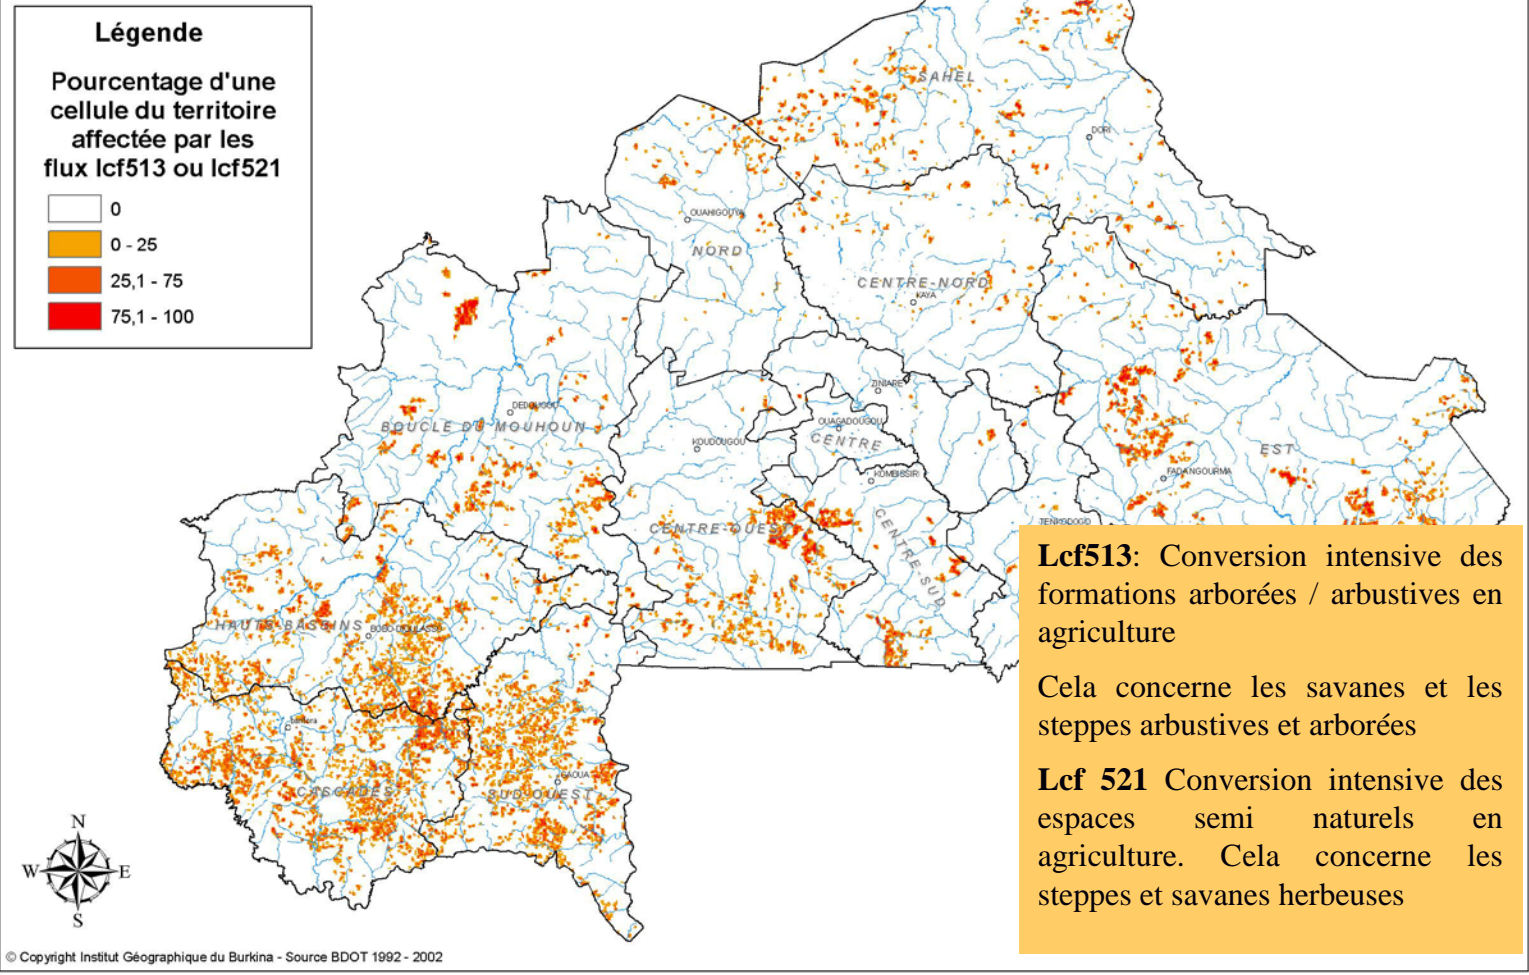 Légende
Pourcentage d'une
cellule du territoire
affectée par les
flux lcf513 ou lcf521
0
0 - 25
25,1 - 75
75,1 - 100
SAHEL
DORI
OUAHIGOUYA
NORD
CENTRE-NORD
KAYA
ZINIARE
DEDOUGOU
BOUCLE DU MOUHOUN
OUAGADOUGOU
CENTRE
KOUDOUGOU
KOMBISSIRI
EST
FADANGOURMA
CENTRE-OUEST
CENTRE-SUD
TENKODOGO
HAUTS-BASSINS
BOBO-DIOULASSO
GAOUA
CASCADES
SUD-OUEST
Lcf513: Conversion intensive des
formations arborées / arbustives en
agriculture
Cela concerne les savanes et les
steppes arbustives et arborées
Lcf 521 Conversion intensive des
espaces semi naturels en
agriculture. Cela concerne les
steppes et savanes herbeuses
N
W E
S
© Copyright Institut Géographique du Burkina - Source BDOT 1992 - 2002